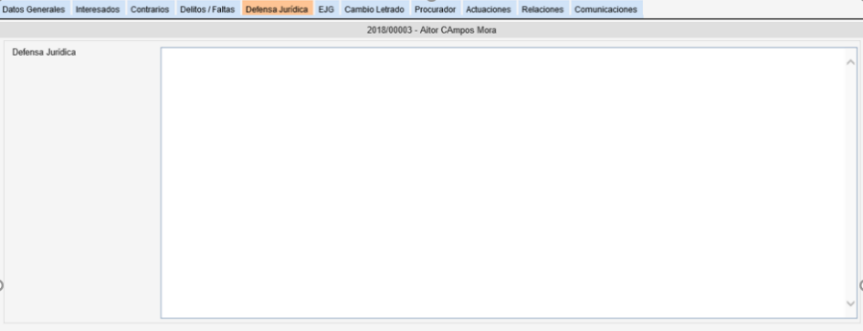 Datos Generales Interesados Contrarios Delitos / Faltas Defensa Jurídica EJG Cambio Letrado Procurador Actuaciones Relaciones Comunicaciones
2018/00003 - Aitor CAmpos Mora
Defensa Jurídica